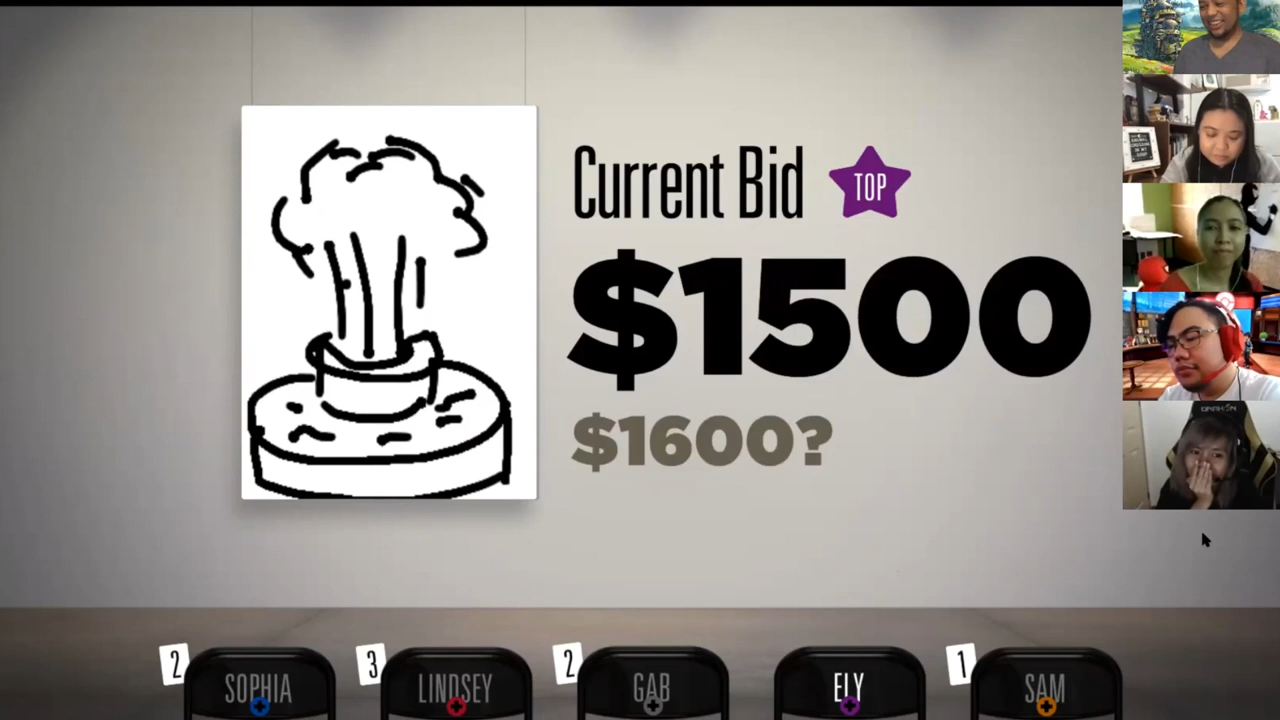 Current Bid
TOP
$1500
$1600?
2
SOPHIA
3
LINDSEY
2
GAB
ELY
1
SAM